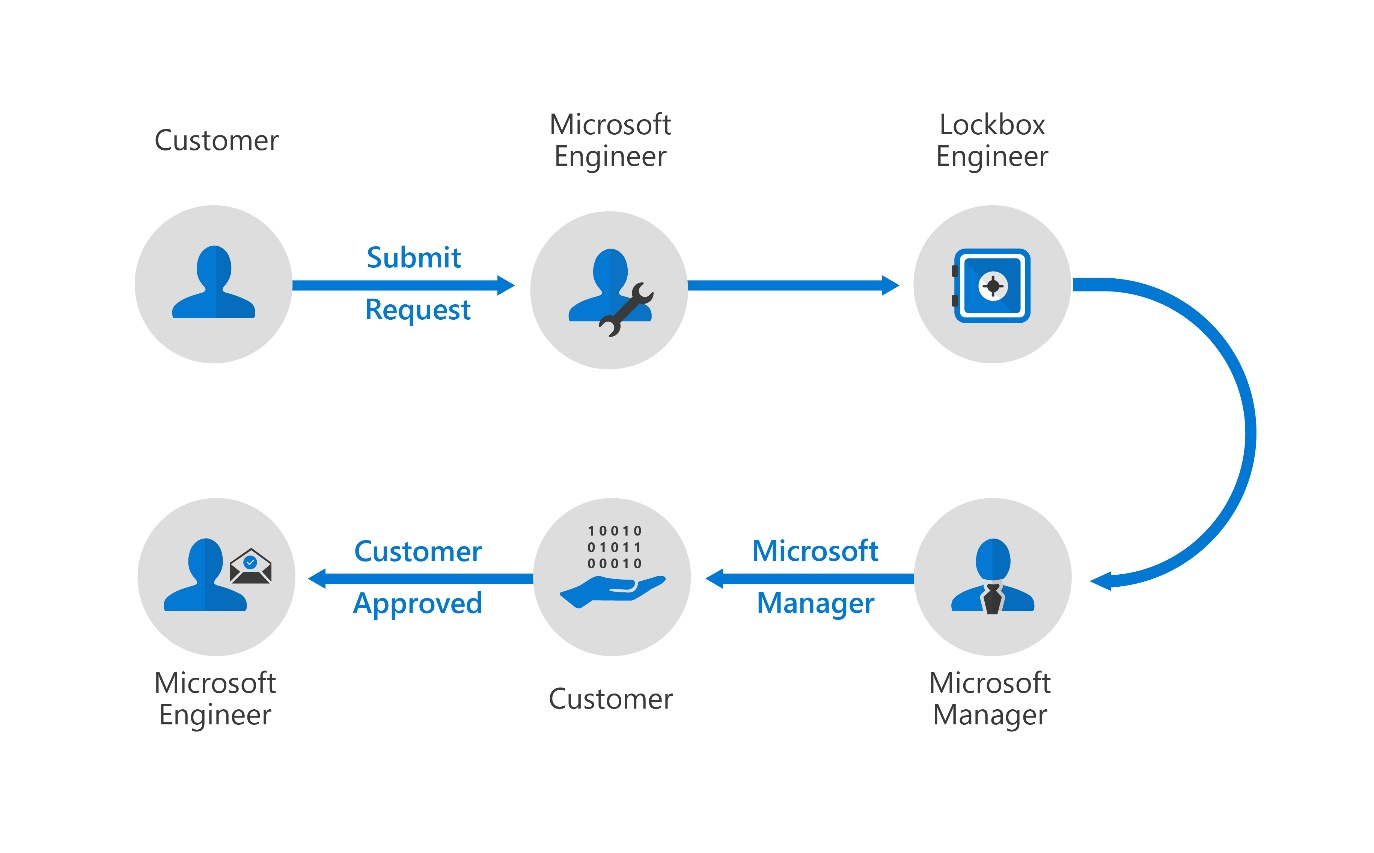 Customer
Microsoft
Engineer
Lockbox
Engineer
Submit
Request
10010
01011
00010
Customer
Approved
Microsoft
Manager
Microsoft
Engineer
Customer
Microsoft
Manager